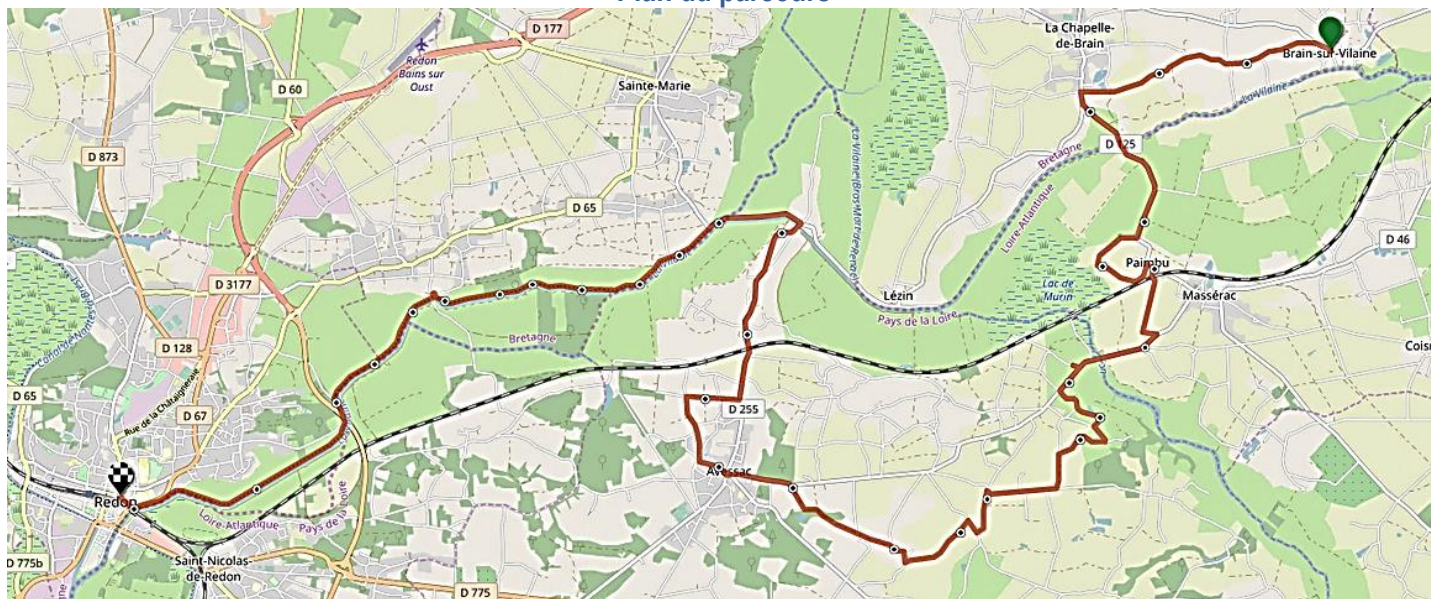 Plan du parcours
D 177
La Chapelle-
de-Brain
Brain-sur-Vilaine
Redon
Bains sur
Oust
Sainte-Marie
D 60
La Vilaine
D 873
Bretagne
Loire-Atlantique
D 65
D 46
Paimbu
Lac de
Murin
Massérac
D 3177
Lézin
Pays de la Loire
Canal de Nantes
D 128
Bretagne
Coisn
D 65
Rue de la Châtaigneraie
D 67
D 255
Avessac
Redon
Loire-Atlantique
Pays de la Loire
Saint-Nicolas-
de-Redon
D 775b
D 775